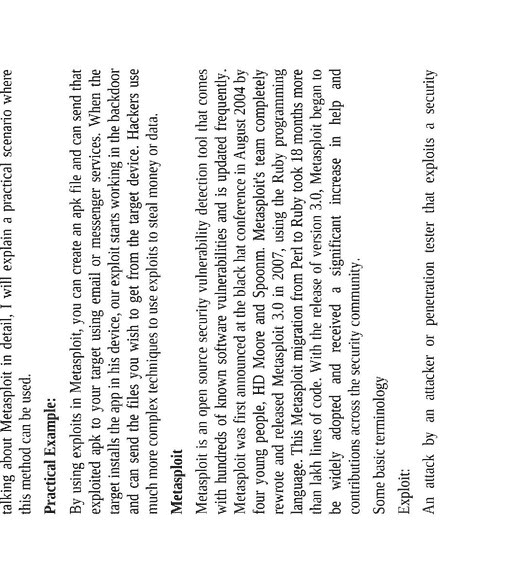 talking about Metasploit in detail, I will explain a practical scenario where
this method can be used.
Practical Example:
By using exploits in Metasploit, you can create an apk file and can send that
exploited apk to your target using email or messenger services. When the
target installs the app in his device, our exploit starts working in the backdoor
and can send the files you wish to get from the target device. Hackers use
much more complex techniques to use exploits to steal money or data.
Metasploit
Metasploit is an open source security vulnerability detection tool that comes
with hundreds of known software vulnerabilities and is updated frequently.
Metasploit was first announced at the black hat conference in August 2004 by
four young people, HD Moore and Spoonm. Metasploit's team completely
rewrote and released Metasploit 3.0 in 2007, using the Ruby programming
language. This Metasploit migration from Perl to Ruby took 18 months more
than lakh lines of code. With the release of version 3.0, Metasploit began to
be widely adopted and received a significant increase in help and
contributions across the security community.
Some basic terminology
Exploit:
An attack by an attacker or penetration tester that exploits a security